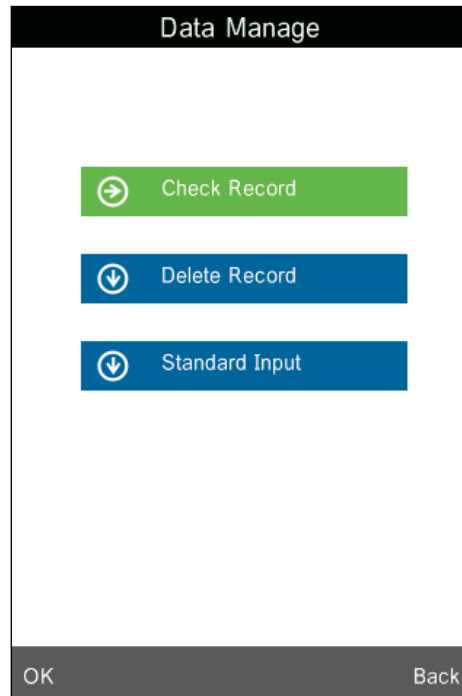 Data Manage
Check Record
Delete Record
Standard Input
OK Back